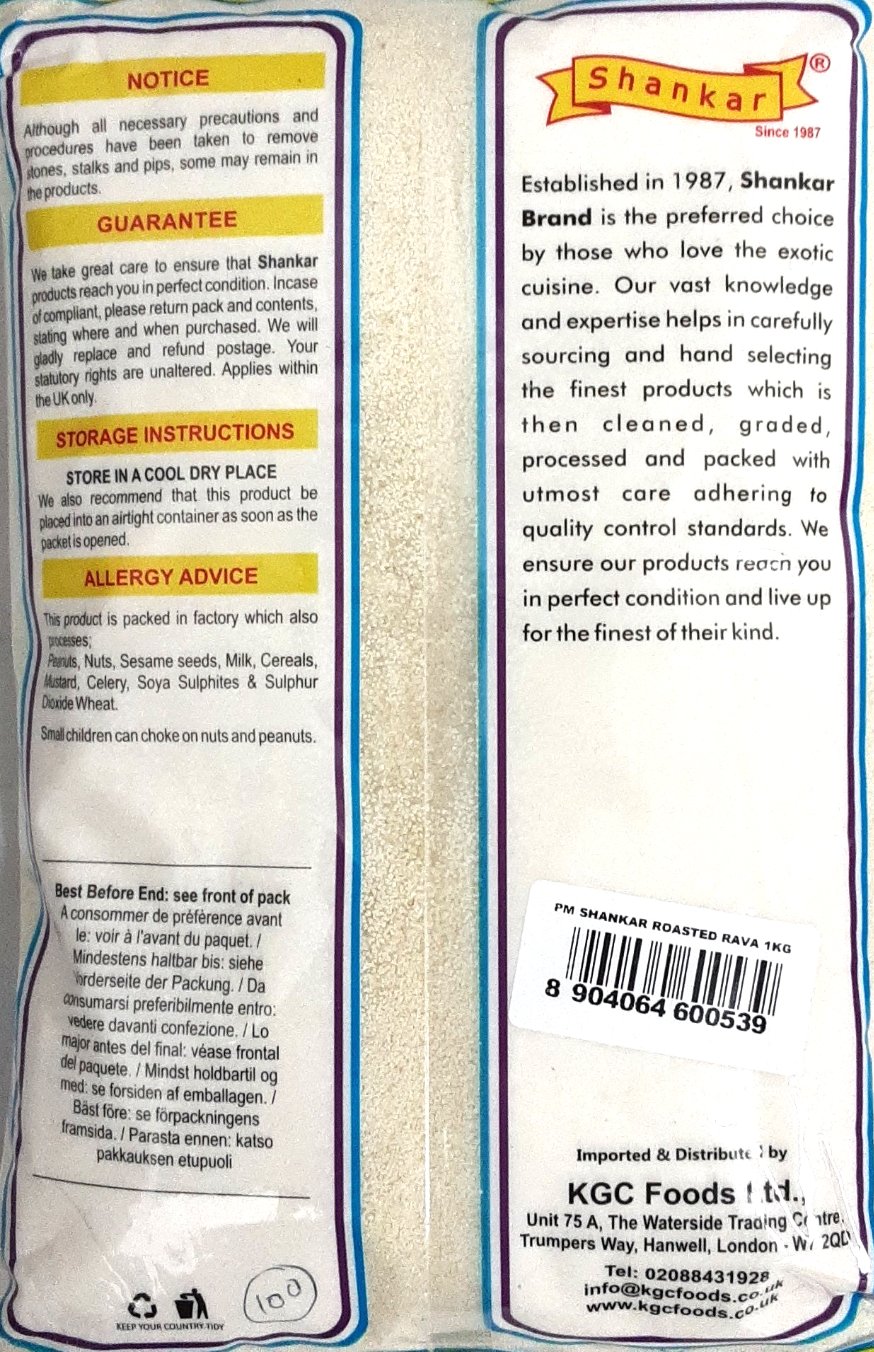 NOTICE
Although all necessary precautions and
procedures have been taken to remove
stones, stalks and pips, some may remain in
the products.
GUARANTEE
We take great care to ensure that Shankar
products reach you in perfect condition. Incase
of compliant, please return pack and contents,
stating where and when purchased. We will
gladly replace and refund postage. Your
statutory rights are unaltered. Applies within
the UK only.
STORAGE INSTRUCTIONS
STORE IN A COOL DRY PLACE
We also recommend that this product be
placed into an airtight container as soon as the
packet is opened.
ALLERGY ADVICE
This product is packed in factory which also
processes;
Peanuts, Nuts, Sesame seeds, Milk, Cereals,
Mustard, Celery, Soya Sulphites & Sulphur
Dioxide Wheat.
Small children can choke on nuts and peanuts.
Best Before End: see front of pack
A consommer de préférence avant
le: voir à l'avant du paquet. /
Mindestens haltbar bis: siehe
Vorderseite der Packung. / Da
consumarsi preferibilmente entro:
vedere davanti confezione. / Lo
major antes del final: véase frontal
del paquete. / Mindst holdbartil og
med: se forsiden af emballagen. /
Bäst före: se förpackningens
framsida. / Parasta ennen: katso
pakkauksen etupuoli
KEEP YOUR COUNTRY TIDY
100
Shankar ®
Since 1987
Established in 1987, Shankar
Brand is the preferred choice
by those who love the exotic
cuisine. Our vast knowledge
and expertise helps in carefully
sourcing and hand selecting
the finest products which is
then cleaned, graded,
processed and packed with
utmost care adhering to
quality control standards. We
ensure our products reach you
in perfect condition and live up
for the finest of their kind.
PM SHANKAR ROASTED RAVA 1KG
8 904064 600539
Imported & Distributed by
KGC Foods Ltd.,
Unit 75 A, The Waterside Trading Centre,
Trumpers Way, Hanwell, London - 2QD
Tel: 02088431928
info@kgcfoods.co.uk
www.kgcfoods.co.uk